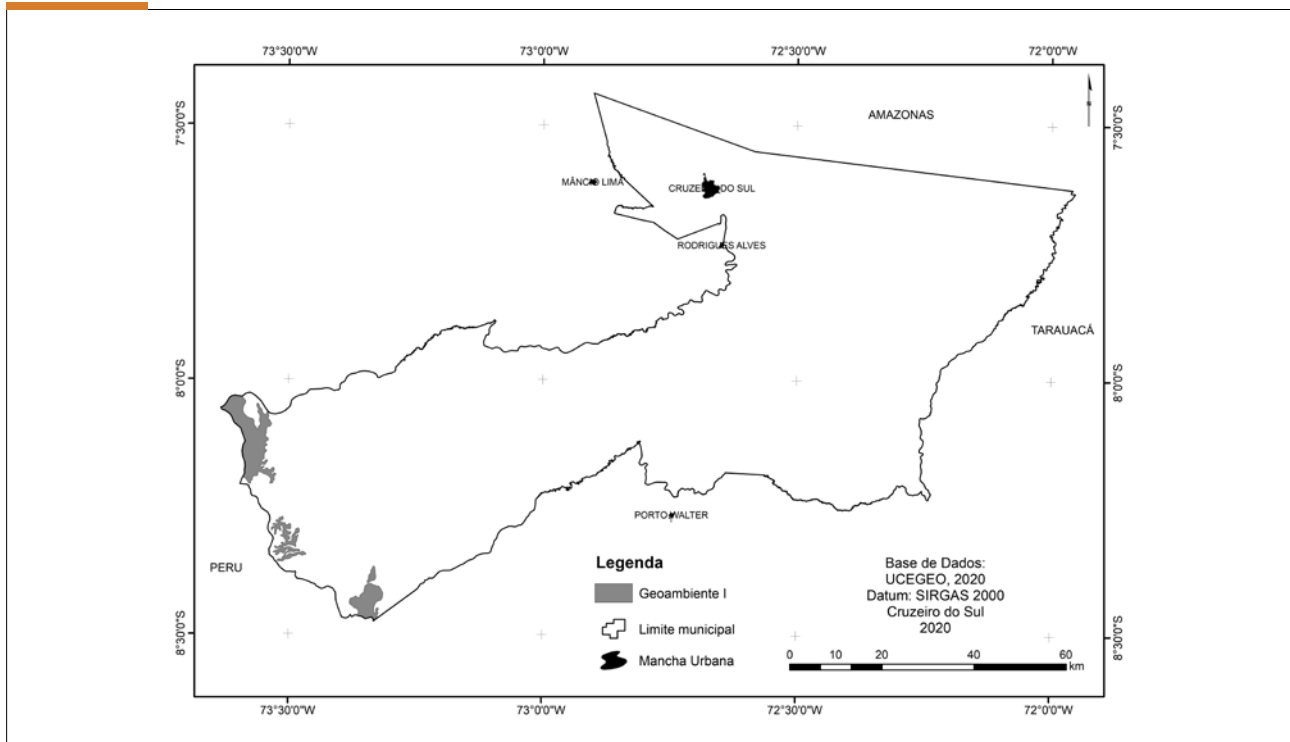 73°30'0"W
73°0'0"W
72°30'0"W
72°0'0"W
7°30'0"S
7°30'0"S
AMAZONAS
N
MÂNCIO LIMA
CRUZEIRO DO SUL
RODRIGUES ALVES
TARAUACÁ
8°0'0"S
8°0'0"S
PORTO WALTER
PERU
Legenda
Geoambiente I
Limite municipal
Mancha Urbana
Base de Dados:
UCEGEO, 2020
Datum: SIRGAS 2000
Cruzeiro do Sul
2020
0 10 20 40 60
km
8°30'0"S
8°30'0"S
73°30'0"W
73°0'0"W
72°30'0"W
72°0'0"W